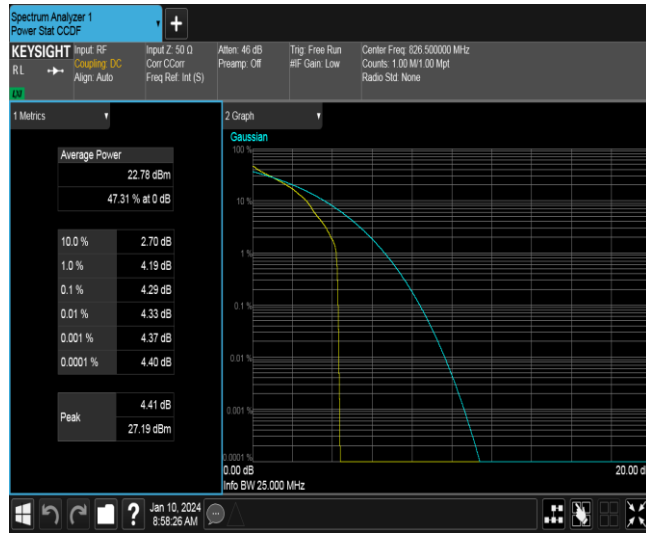 Spectrum Analyzer 1
Power Stat CCDF
KEYSIGHT
RL
LXI
Input: RF
Coupling: DC
Align: Auto
Input Z: 50 Ω
Corr CCorr
Freq Ref: Int (S)
Atten: 46 dB
Preamp: Off
Trig: Free Run
#IF Gain: Low
Center Freq: 826.500000 MHz
Counts: 1.00 M/1.00 Mpt
Radio Std: None
1 Metrics
Average Power
22.78 dBm
47.31 % at 0 dB
10.0 % 2.70 dB
1.0 % 4.19 dB
0.1 % 4.29 dB
0.01 % 4.33 dB
0.001 % 4.37 dB
0.0001 % 4.40 dB
Peak
4.41 dB
27.19 dBm
2 Graph
Gaussian
100 %
10 %
1 %
0.1 %
0.01 %
0.001 %
0.0001 %
0.00 dB
20.00 d
Info BW 25.000 MHz
?
Jan 10, 2024
8:58:26 AM